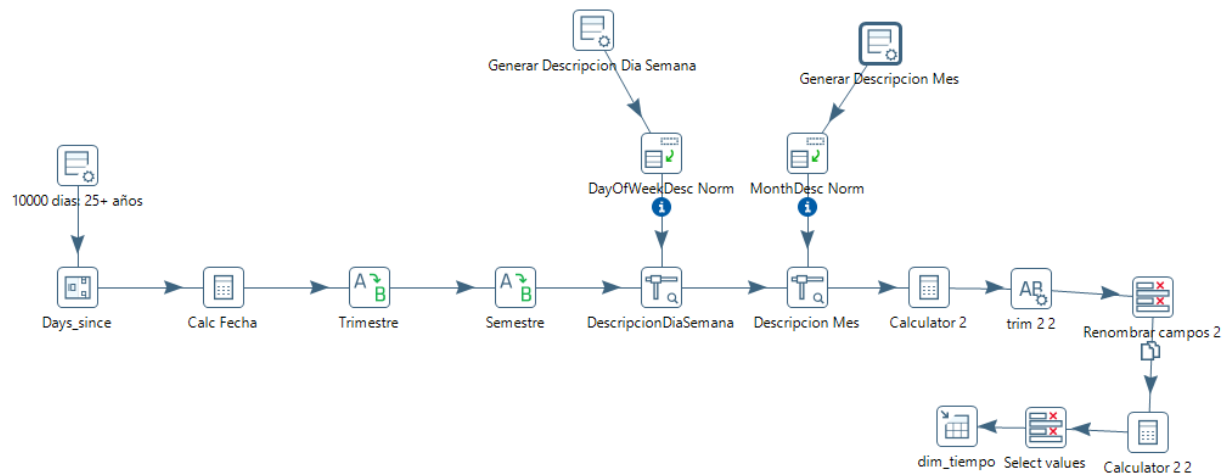 Generar Descripcion Dia Semana
Generar Descripcion Mes
DayOfWeekDesc Norm
MonthDesc Norm
10000 dias: 25+ años
Days_since
Calc Fecha
A
B
Trimestre
A
B
Semestre
DescripcionDiaSemana
Descripcion Mes
Calculator 2
AB
trim 2 2
Renombrar campos 2
dim_tiempo
Select values
Calculator 2 2